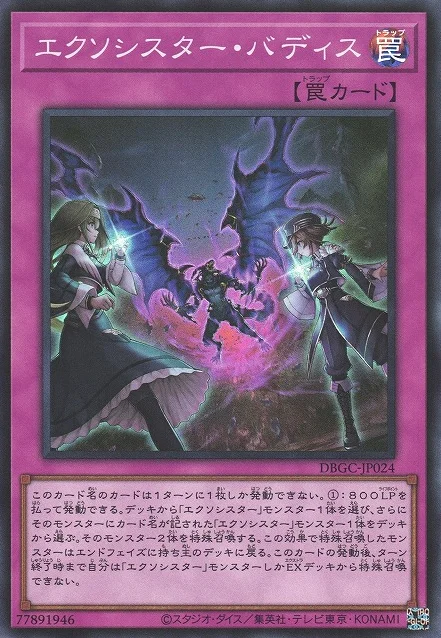 エクソシスター・バディス 罠
トラップ
【罠カード】
トラップ
DBGC-JP024
このカード名のカードは1ターンに1枚しか発動できない。①:800LPを
払って発動できる。デッキから「エクソシスター」モンスター1体を選び、さらに
そのモンスターにカード名が記された「エクソシスター」モンスター1体をデッキ
から選ぶ。そのモンスター2体を特殊召喚する。この効果で特殊召喚したモン
スターはエンドフェイズに持ち主のデッキに戻る。このカードの発動後、ターン
終了時まで自分は「エクソシスター」モンスターしかEXデッキから特殊召喚
できない。
77891946
©スタジオ・ダイス/集英社・テレビ東京・KONAMI